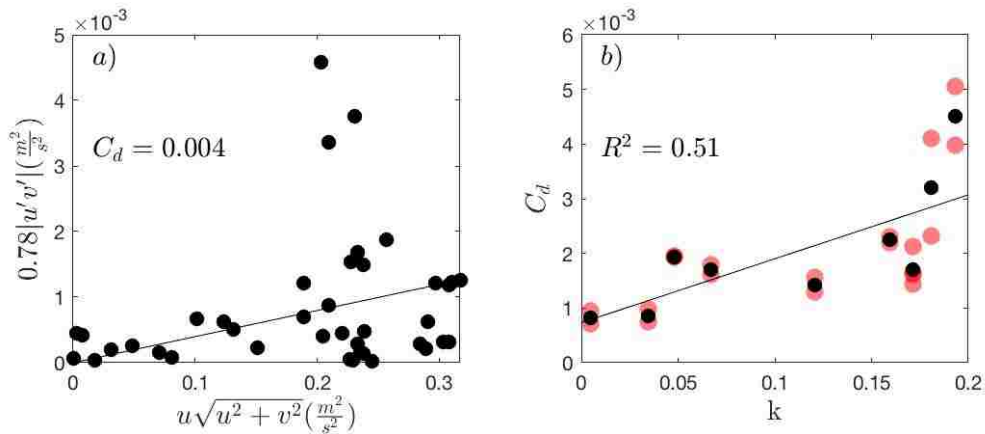 ×10⁻³
5
4
3
2
1
0
a)
C_d = 0.004
0.78|u'v'|(m²/s²)
0 0.1 0.2 0.3
u√(u² + v²)(m²/s²)
×10⁻³
6
5
4
3
2
1
0
b)
R² = 0.51
C_d
0 0.05 0.1 0.15 0.2
k